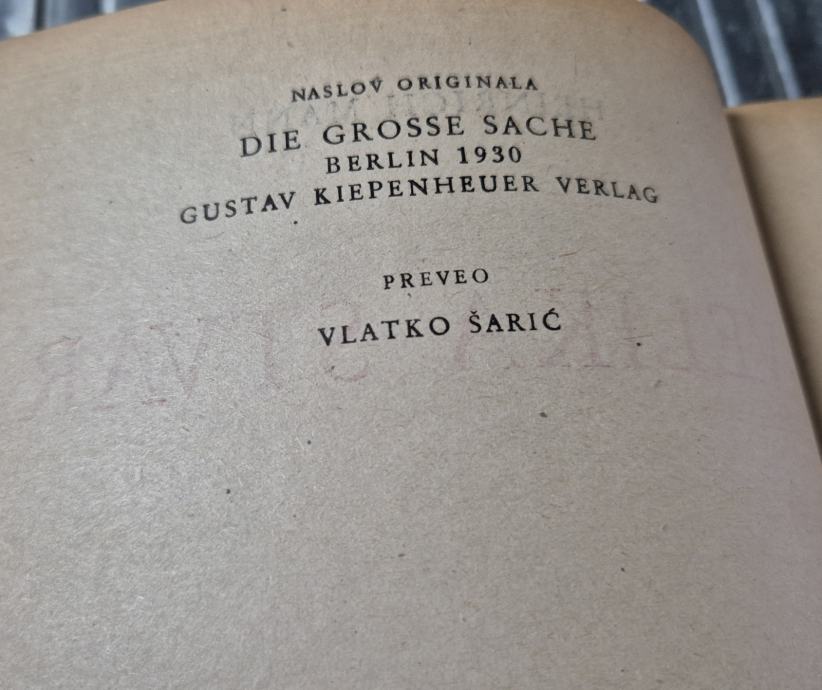 NASLOV ORIGINALA
DIE GROSSE SACHE
BERLIN 1930
GUSTAV KIEPENHEUER VERLAG
PREVEO
VLATKO ŠARIĆ